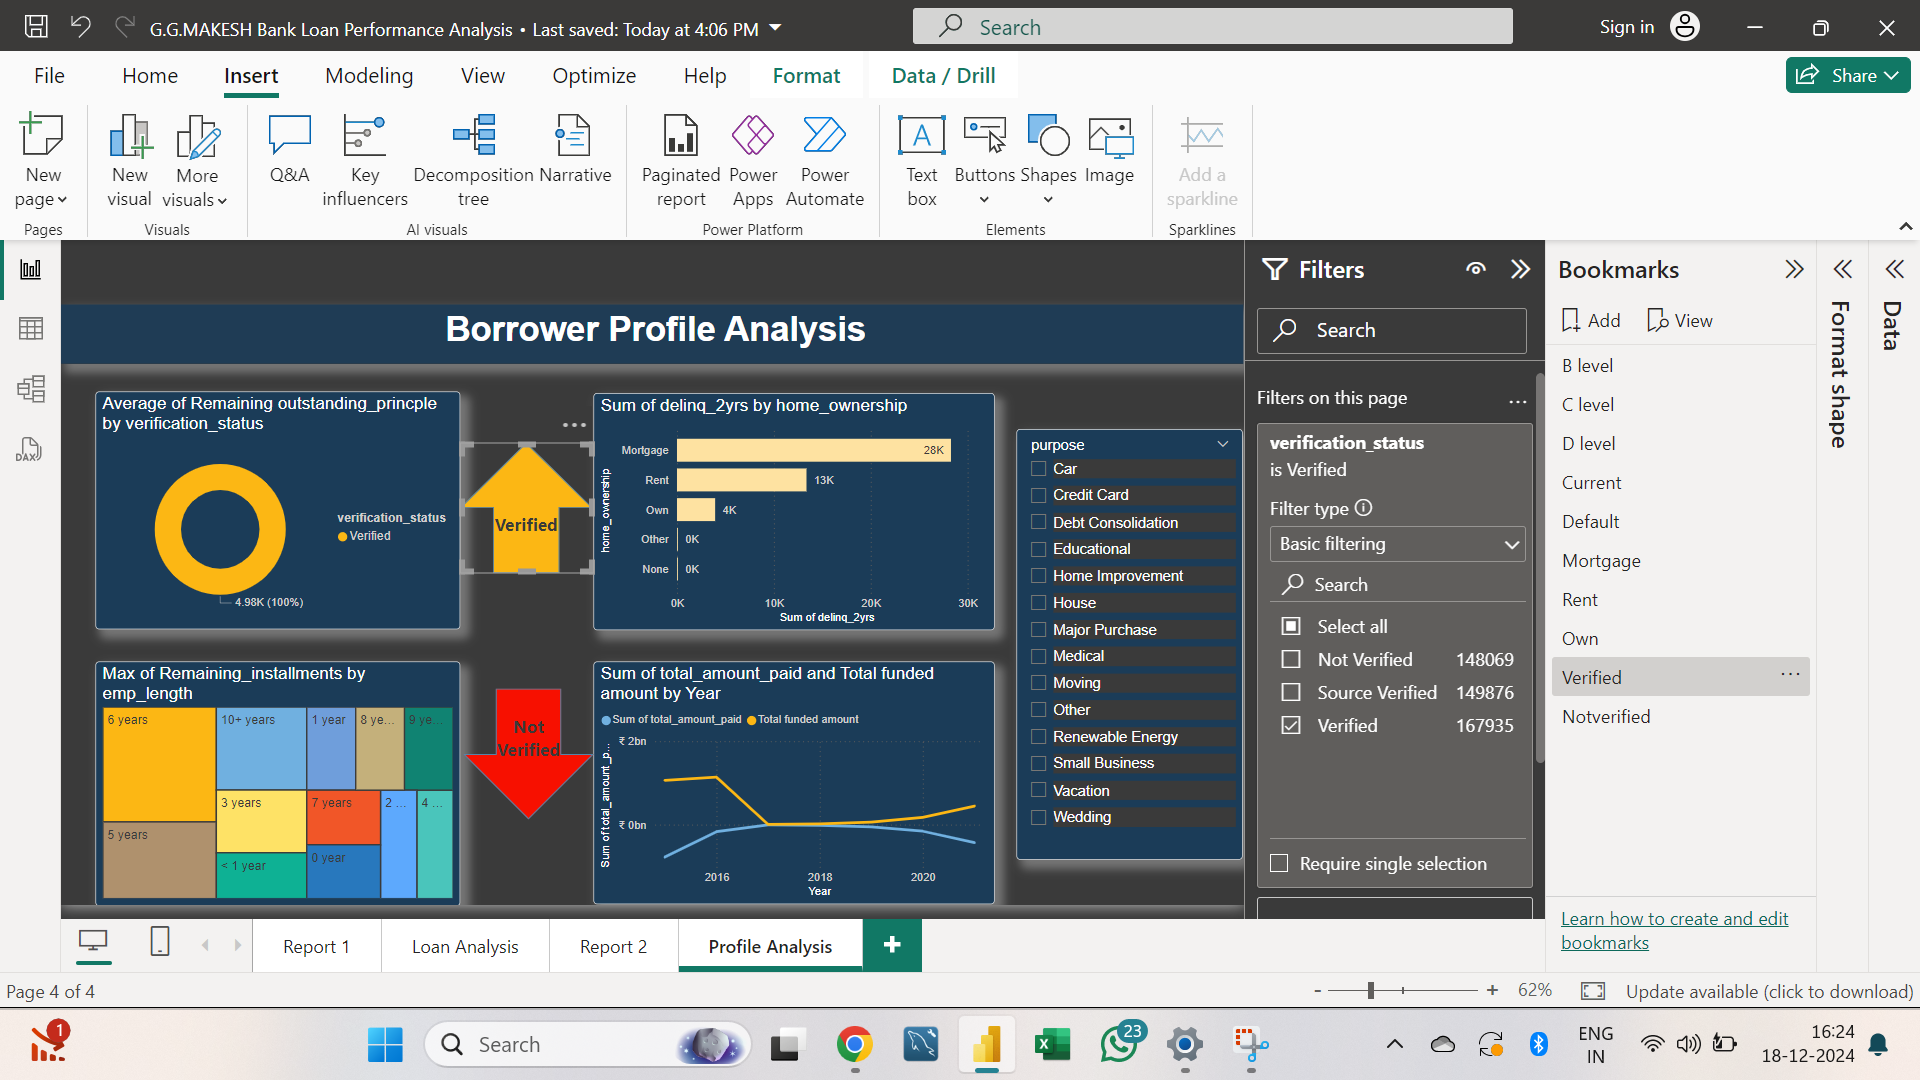 G.G.MAKESH Bank Loan Performance Analysis • Last saved: Today at 4:06 PM
Search
Sign in
File
Home
Insert
Modeling
View
Optimize
Help
Format
Data / Drill
Share
New page
New visual
More visuals
Q&A
Key influencers
Decomposition tree
Narrative
Paginated report
Power Apps
Power Automate
Text box
Buttons
Shapes
Image
Add a sparkline
Pages
Visuals
AI visuals
Power Platform
Elements
Sparklines
DAX
Borrower Profile Analysis
Average of Remaining outstanding_princple
by verification_status
verification_status
Verified
4.98K (100%)
Verified
Sum of delinq_2yrs by home_ownership
home_ownership
Mortgage
28K
Rent
13K
Own
4K
Other
0K
None
0K
0K
10K
20K
30K
Sum of delinq_2yrs
purpose
Car
Credit Card
Debt Consolidation
Educational
Home Improvement
House
Major Purchase
Medical
Moving
Other
Renewable Energy
Small Business
Vacation
Wedding
Max of Remaining_installments by
emp_length
6 years
10+ years
1 year
8 ye...
9 ye...
5 years
3 years
7 years
2 ...
4 ...
< 1 year
0 year
Not
Verified
Sum of total_amount_paid and Total funded
amount by Year
Sum of total_amount_paid
Total funded amount
Sum of total_amount_p...
₹ 2bn
₹ 0bn
2016
2018
2020
Year
Filters
Search
Filters on this page
verification_status
is Verified
Filter type
Basic filtering
Search
Select all
Not Verified 148069
Source Verified 149876
Verified 167935
Require single selection
Bookmarks
Add
View
B level
C level
D level
Current
Default
Mortgage
Rent
Own
Verified
Notverified
Learn how to create and edit
bookmarks
Format shape
Data
Report 1
Loan Analysis
Report 2
Profile Analysis
Page 4 of 4
62%
Update available (click to download)
1
Search
23
ENG
IN
16:24
18-12-2024